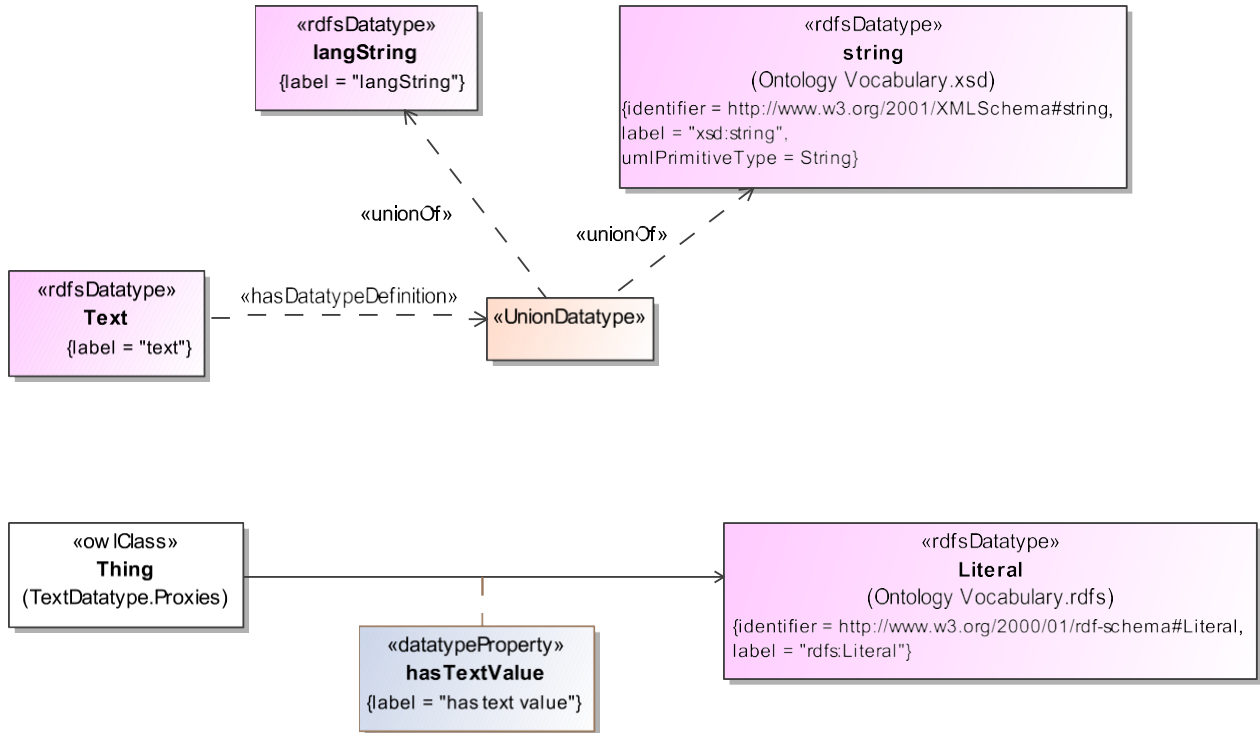 «rdfsDatatype»
langString
{label = "langString"}
«rdfsDatatype»
string
(Ontology Vocabulary.xsd)
{identifier = http://www.w3.org/2001/XMLSchema#string,
label = "xsd:string",
umlPrimitiveType = String}
«unionOf»
«unionOf»
«rdfsDatatype»
Text
{label = "text"}
«hasDatatypeDefinition»
«UnionDatatype»
«owlClass»
Thing
(TextDatatype.Proxies)
«rdfsDatatype»
Literal
(Ontology Vocabulary.rdfs)
{identifier = http://www.w3.org/2000/01/rdf-schema#Literal,
label = "rdfs:Literal"}
«datatypeProperty»
hasTextValue
{label = "has text value"}